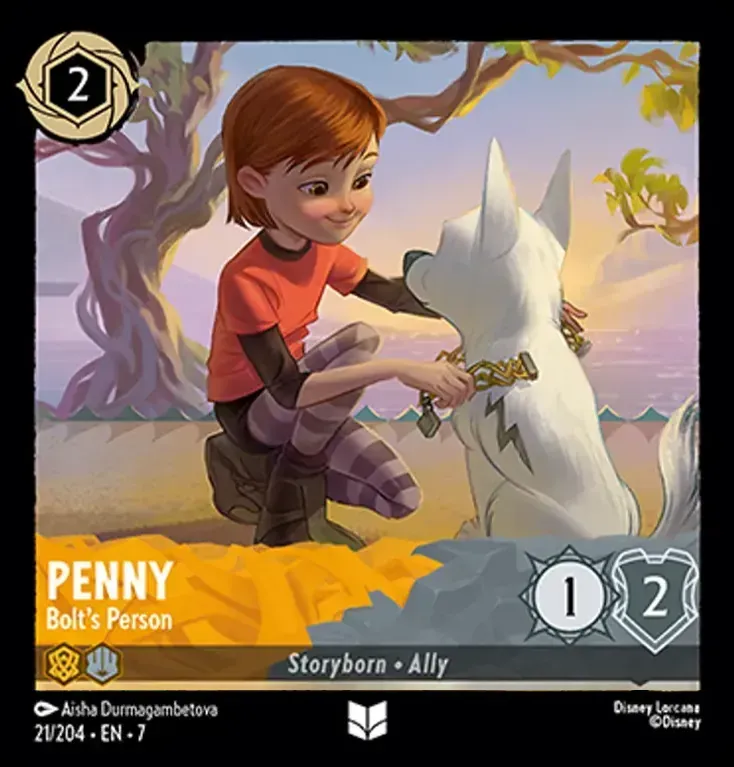 2
PENNY
Bolt's Person
1
2
Storyborn • Ally
Aisha Durmagambetova
21/204 • EN • 7
Disney Lorcana
©Disney